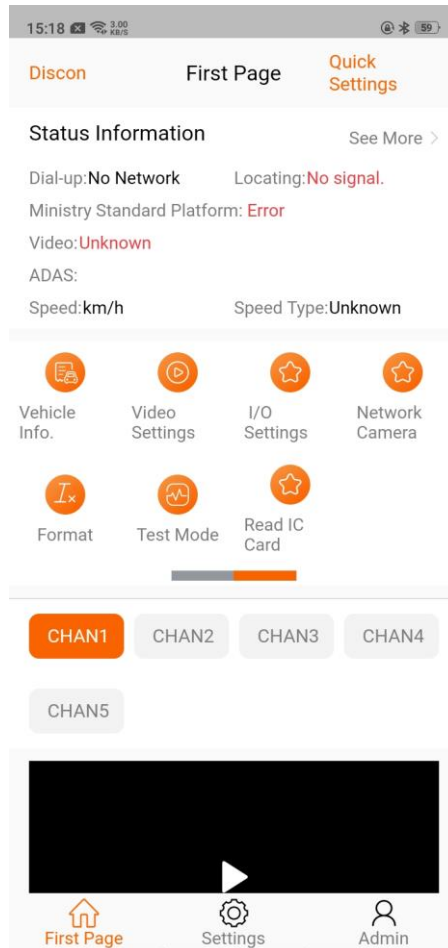 15:18 3.00 KB/S 59
Discon First Page Quick Settings
Status Information See More >
Dial-up:No Network Locating:No signal.
Ministry Standard Platform: Error
Video:Unknown
ADAS:
Speed:km/h Speed Type:Unknown
Vehicle Info. Video Settings I/O Settings Network Camera
Format Test Mode Read IC Card
CHAN1 CHAN2 CHAN3 CHAN4
CHAN5
First Page Settings Admin